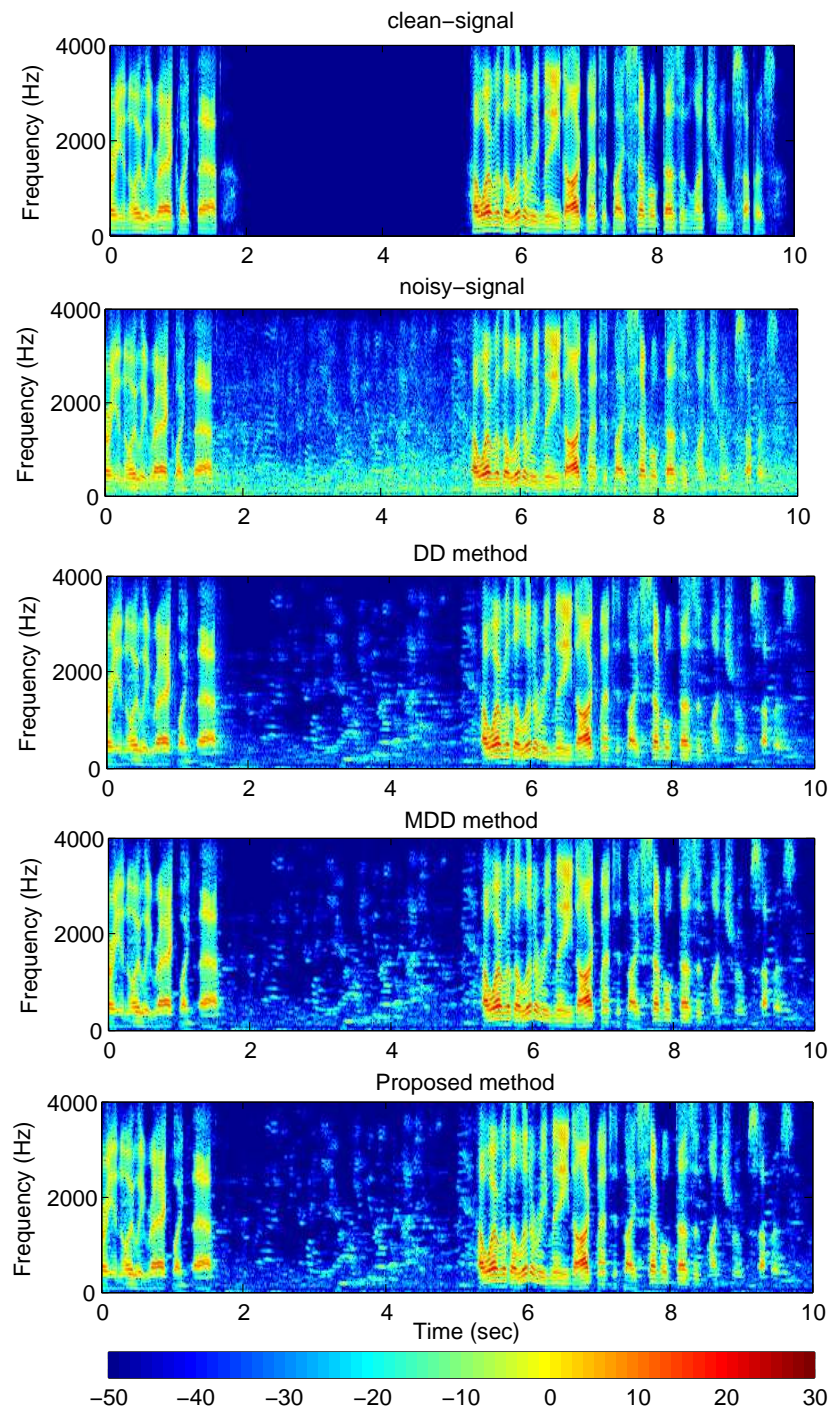 clean−signal
Frequency (Hz)
4000
2000
0
0 2 4 6 8 10
noisy−signal
Frequency (Hz)
4000
2000
0
0 2 4 6 8 10
DD method
Frequency (Hz)
4000
2000
0
0 2 4 6 8 10
MDD method
Frequency (Hz)
4000
2000
0
0 2 4 6 8 10
Proposed method
Frequency (Hz)
4000
2000
0
0 2 4 6 8 10
Time (sec)
−50 −40 −30 −20 −10 0 10 20 30